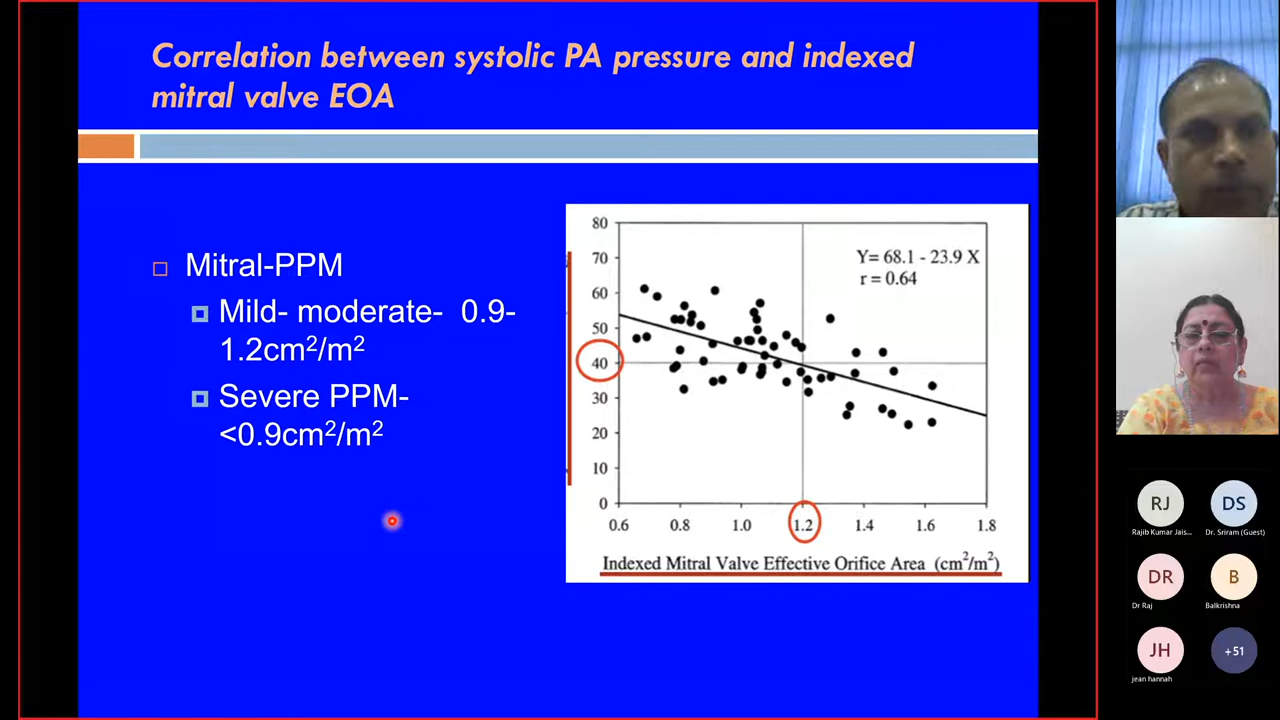 Correlation between systolic PA pressure and indexed
mitral valve EOA
Mitral-PPM
Mild- moderate- 0.9-
1.2cm²/m²
Severe PPM-
<0.9cm²/m²
80
70
60
50
40
30
20
10
0
Y= 68.1 - 23.9 X
r = 0.64
0.6 0.8 1.0 1.2 1.4 1.6 1.8
Indexed Mitral Valve Effective Orifice Area (cm²/m²)
RJ DS
Rajib Kumar Jais... Dr. Sriram (Guest)
DR B
Dr Raj Balkrishna
JH +51
jean hannah